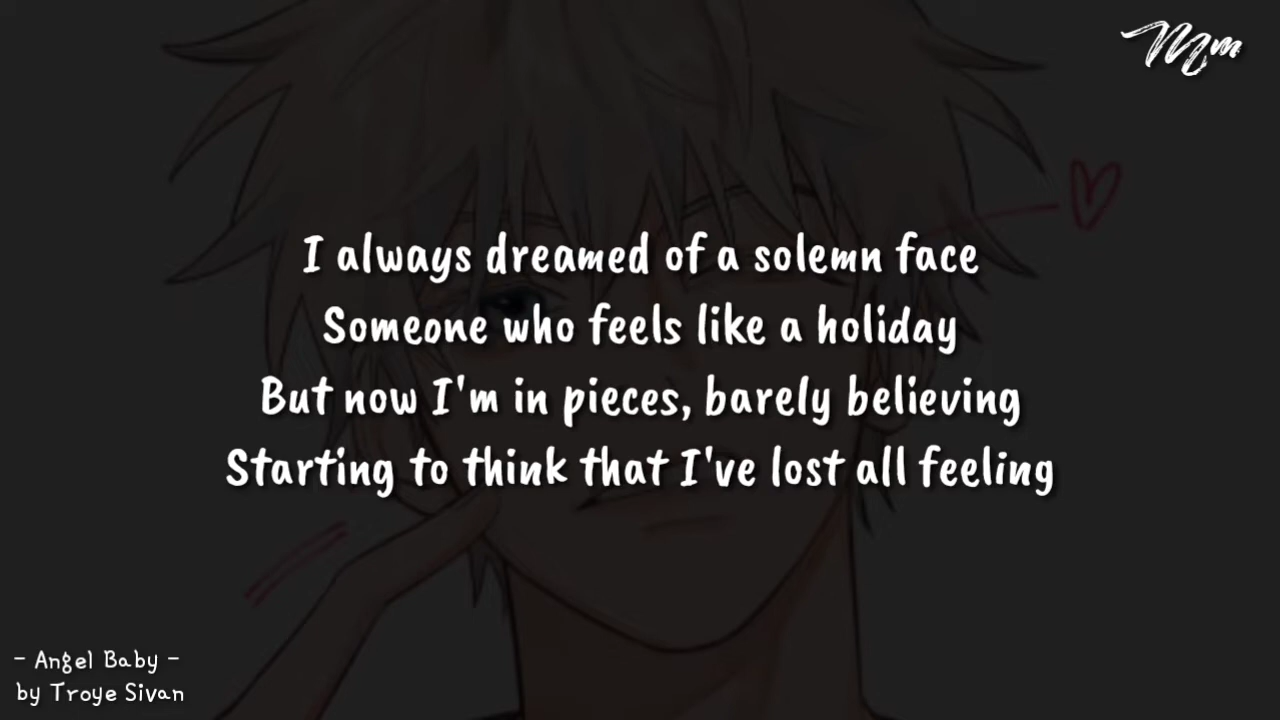 Mm
I always dreamed of a solemn face
Someone who feels like a holiday
But now I'm in pieces, barely believing
Starting to think that I've lost all feeling
- Angel Baby -
by Troye Sivan